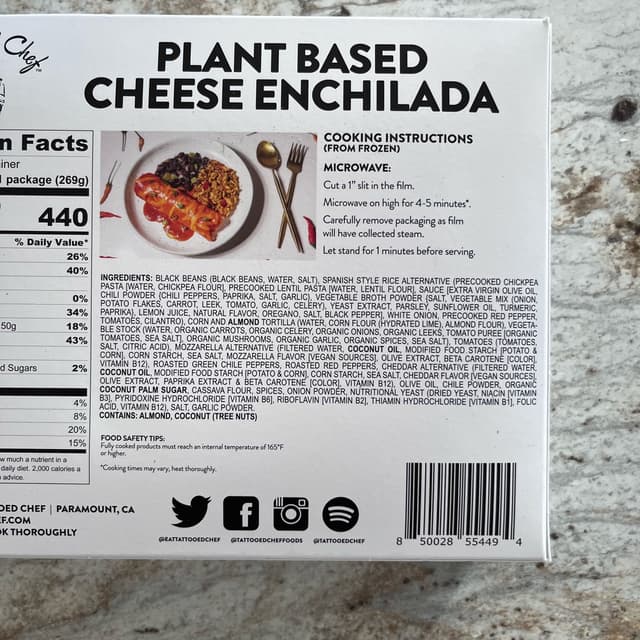 Chef
PLANT BASED
CHEESE ENCHILADA
n Facts
iner
package (269g)
440
% Daily Value*
26%
40%
0%
34%
50g 18%
43%
d Sugars 2%
4%
8%
20%
15%
w much a nutrient in a
daily diet. 2,000 calories a
advice.
COOKING INSTRUCTIONS
(FROM FROZEN)
MICROWAVE:
Cut a 1" slit in the film.
Microwave on high for 4-5 minutes*.
Carefully remove packaging as film
will have collected steam.
Let stand for 1 minutes before serving.
INGREDIENTS: BLACK BEANS (BLACK BEANS, WATER, SALT), SPANISH STYLE RICE ALTERNATIVE (PRECOOKED CHICKPEA
PASTA [WATER, CHICKPEA FLOUR], PRECOOKED LENTIL PASTA [WATER, LENTIL FLOUR], SAUCE [EXTRA VIRGIN OLIVE OIL,
CHILI POWDER (CHILI PEPPERS, PAPRIKA, SALT, GARLIC), VEGETABLE BROTH POWDER (SALT, VEGETABLE MIX (ONION,
POTATO FLAKES, CARROT, LEEK, TOMATO, GARLIC, CELERY), YEAST EXTRACT, PARSLEY, SUNFLOWER OIL, TURMERIC,
PAPRIKA), LEMON JUICE, NATURAL FLAVOR, OREGANO, SALT, BLACK PEPPER], WHITE ONION, PRECOOKED RED PEPPER,
TOMATOES, CILANTRO), CORN AND ALMOND TORTILLA (WATER, CORN FLOUR (HYDRATED LIME), ALMOND FLOUR), VEGETA-
BLE STOCK (WATER, ORGANIC CARROTS, ORGANIC CELERY, ORGANIC ONIONS, ORGANIC LEEKS, TOMATO PUREE [ORGANIC
TOMATOES, SEA SALT], ORGANIC MUSHROOMS, ORGANIC GARLIC, ORGANIC SPICES, SEA SALT), TOMATOES (TOMATOES,
SALT, CITRIC ACID), MOZZARELLA ALTERNATIVE (FILTERED WATER, COCONUT OIL, MODIFIED FOOD STARCH [POTATO &
CORN], CORN STARCH, SEA SALT, MOZZARELLA FLAVOR [VEGAN SOURCES], OLIVE EXTRACT, BETA CAROTENE [COLOR],
VITAMIN B12), ROASTED GREEN CHILE PEPPERS, ROASTED RED PEPPERS, CHEDDAR ALTERNATIVE (FILTERED WATER,
COCONUT OIL, MODIFIED FOOD STARCH [POTATO & CORN], CORN STARCH, SEA SALT, CHEDDAR FLAVOR [VEGAN SOURCES],
OLIVE EXTRACT, PAPRIKA EXTRACT & BETA CAROTENE [COLOR], VITAMIN B12), OLIVE OIL, CHILE POWDER, ORGANIC
COCONUT PALM SUGAR, CASSAVA FLOUR, SPICES, ONION POWDER, NUTRITIONAL YEAST (DRIED YEAST, NIACIN [VITAMIN
B3], PYRIDOXINE HYDROCHLORIDE [VITAMIN B6], RIBOFLAVIN [VITAMIN B2], THIAMIN HYDROCHLORIDE [VITAMIN B1], FOLIC
ACID, VITAMIN B12), SALT, GARLIC POWDER.
CONTAINS: ALMOND, COCONUT (TREE NUTS)
FOOD SAFETY TIPS:
Fully cooked products must reach an internal temperature of 165°F
or higher.
*Cooking times may vary, heat thoroughly.
OED CHEF | PARAMOUNT, CA
EF.COM
OK THOROUGHLY
@EATTATTOOEDCHEF @TATTOOEDCHEFFOODS @TATTOOEDCHEF
8 50028 55449 4